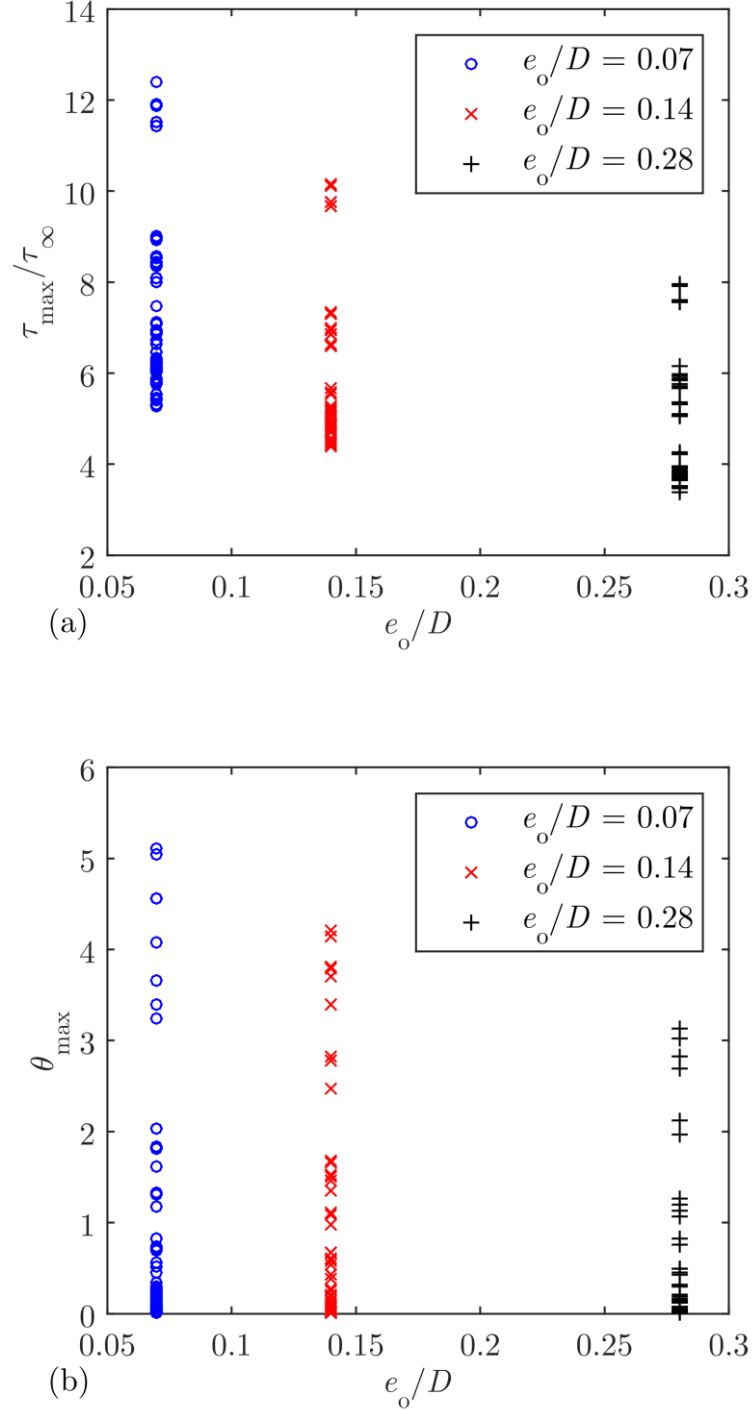 14
12
10
8
6
4
2
τmax/τ∞
eo/D = 0.07
eo/D = 0.14
eo/D = 0.28
0.05 0.1 0.15 0.2 0.25 0.3
(a) eo/D
6
5
4
3
2
1
0
θmax
eo/D = 0.07
eo/D = 0.14
eo/D = 0.28
0.05 0.1 0.15 0.2 0.25 0.3
(b) eo/D